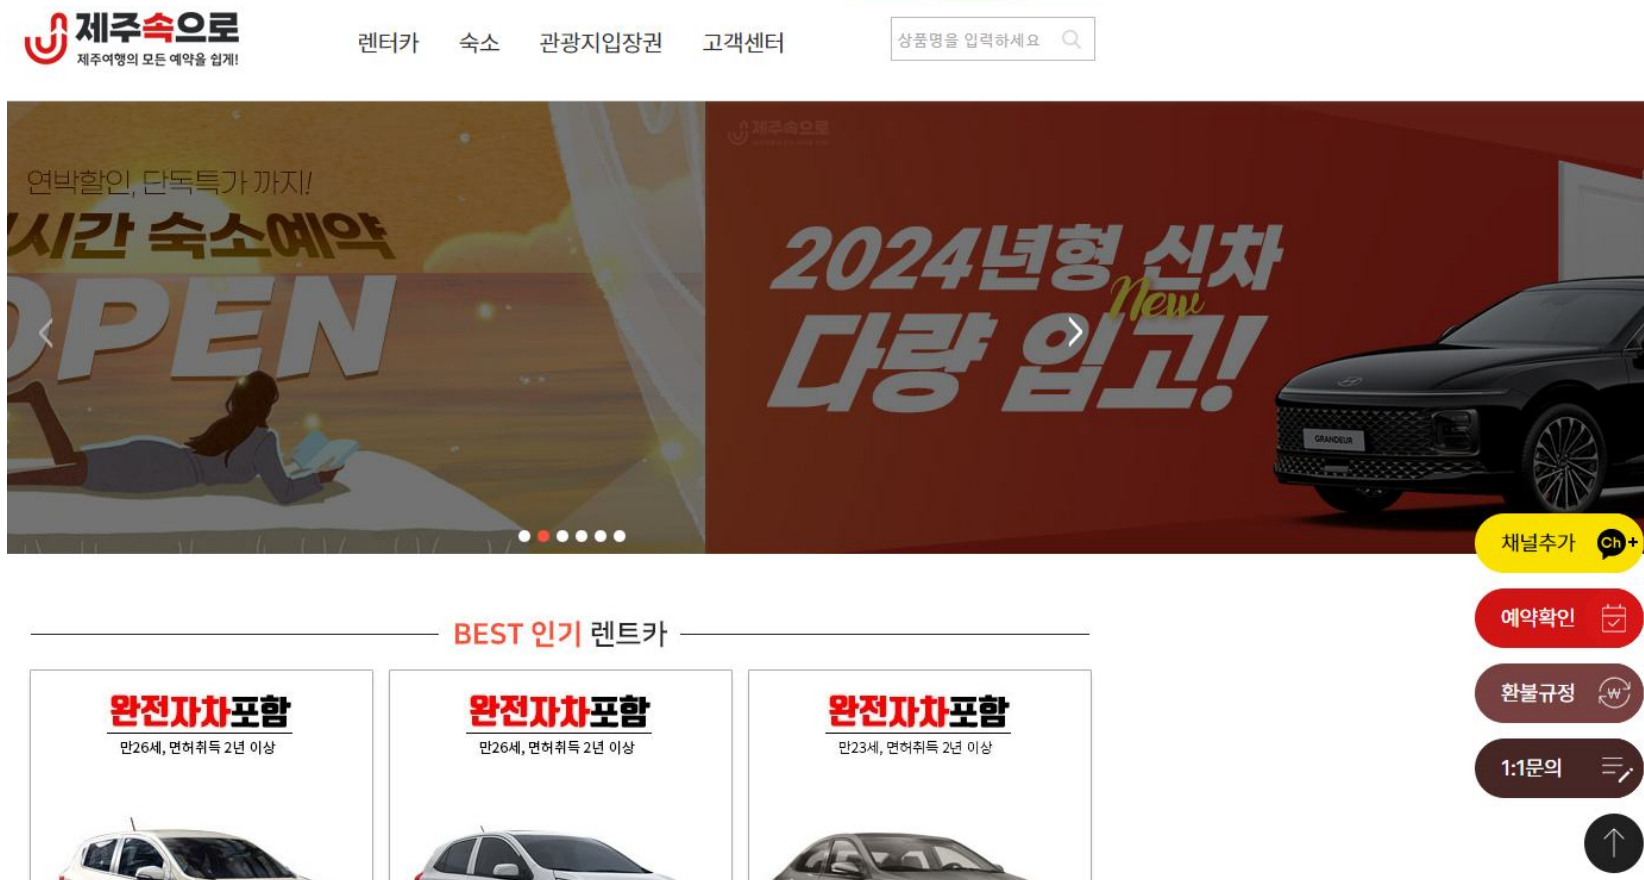 제주속으로
제주여행의 모든 예약을 쉽게!
렌터카 숙소 관광지입장권 고객센터
상품명을 입력하세요
연박할인, 단독특가 까지!
시간 숙소예약
OPEN
제주속으로
2024년형 신차
New
다량 입고!
GRANDEUR
채널추가 Ch+
예약확인
환불규정
1:1문의
BEST 인기 렌트카
완전자차포함
만26세, 면허취득 2년 이상
완전자차포함
만26세, 면허취득 2년 이상
완전자차포함
만23세, 면허취득 2년 이상